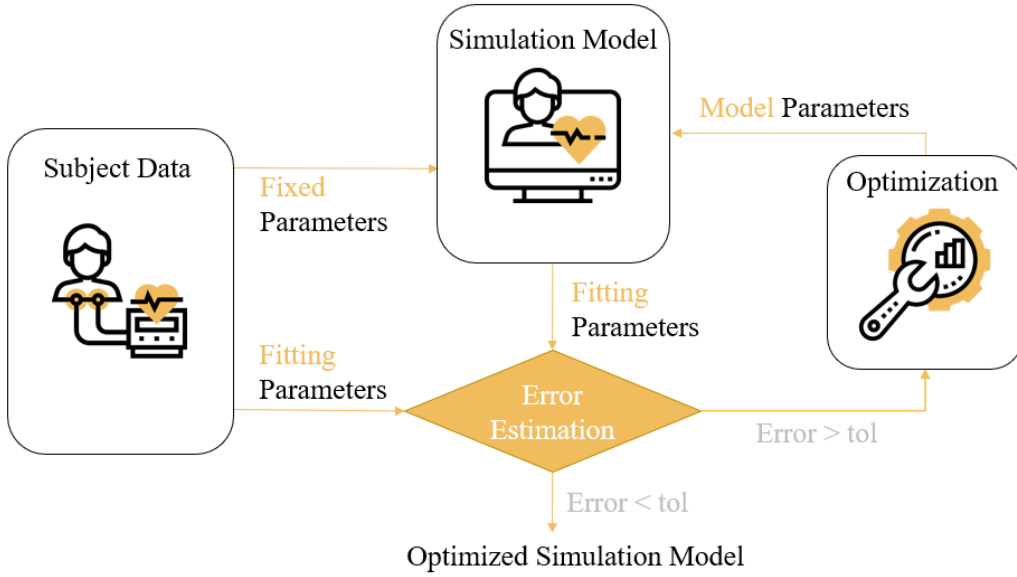 Simulation Model
Model Parameters
Subject Data
Fixed
Parameters
Optimization
Fitting
Parameters
Fitting
Parameters
Error
Estimation
Error > tol
Error < tol
Optimized Simulation Model